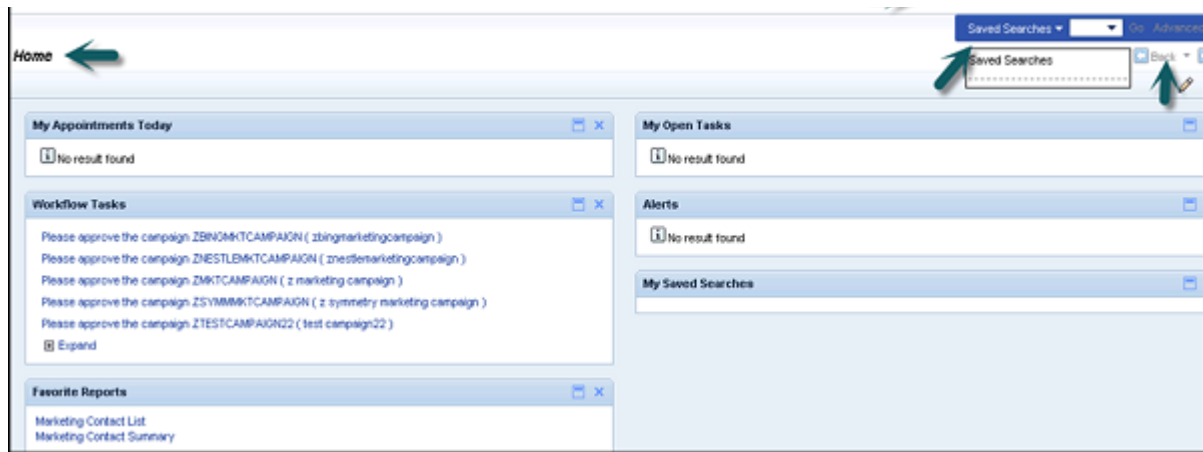 Saved Searches Go Advanced
Home
Saved Searches Back
My Appointments Today
No result found
Workflow Tasks
Please approve the campaign ZBINGMKTCAMPAIGN ( zbingmarketingcampaign )
Please approve the campaign ZNESTLEMKTCAMPAIGN ( znestlemarketingcampaign )
Please approve the campaign ZMKTCAMPAIGN ( z marketing campaign )
Please approve the campaign ZSYMMMKTCAMPAIGN ( z symmetry marketing campaign )
Please approve the campaign ZTESTCAMPAIGN22 ( test campaign22 )
Expand
Favorite Reports
Marketing Contact List
Marketing Contact Summary
My Open Tasks
No result found
Alerts
No result found
My Saved Searches